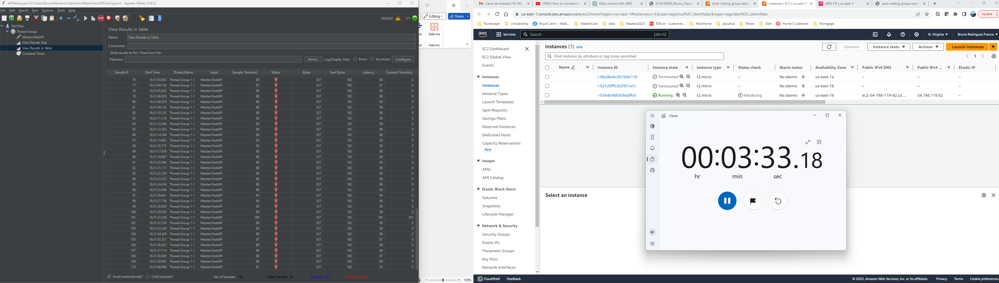 APITesting.jmx (C:\Users\Bruno\MastersCodeBase\JMeterTests\APITesting.jmx) - Apache JMeter (5.6.2)
File Edit Search Run Options Tools Help
00:03:02 1/1
Test Plan
Thread Group
MastersTestAPI
View Results Tree
View Results in Table
Constant Timer
View Results in Table
Name: View Results in Table
Comments:
Write results to file / Read from file
Filename Browse... Log/Display Only: Errors Successes Configure
Sample # Start Time Thread Name Label Sample Time(ms) Status Bytes Sent Bytes Latency Connect Time(ms)
76 16:31:03.643 Thread Group 1-1 MastersTestAPI 88 337 182 88 0
77 16:31:04.734 Thread Group 1-1 MastersTestAPI 87 337 182 87 0
78 16:31:05.832 Thread Group 1-1 MastersTestAPI 88 337 182 88 0
79 16:31:06.929 Thread Group 1-1 MastersTestAPI 88 337 182 88 0
80 16:31:08.029 Thread Group 1-1 MastersTestAPI 88 337 182 88 0
81 16:31:09.132 Thread Group 1-1 MastersTestAPI 88 337 182 88 0
82 16:31:10.225 Thread Group 1-1 MastersTestAPI 89 337 182 89 0
83 16:31:11.318 Thread Group 1-1 MastersTestAPI 88 337 182 88 0
84 16:31:12.408 Thread Group 1-1 MastersTestAPI 89 337 182 89 0
85 16:31:13.503 Thread Group 1-1 MastersTestAPI 88 337 182 88 0
86 16:31:14.594 Thread Group 1-1 MastersTestAPI 88 337 182 88 0
87 16:31:15.682 Thread Group 1-1 MastersTestAPI 89 337 182 89 0
88 16:31:16.775 Thread Group 1-1 MastersTestAPI 89 337 182 89 0
89 16:31:17.876 Thread Group 1-1 MastersTestAPI 88 337 182 88 0
90 16:31:18.967 Thread Group 1-1 MastersTestAPI 88 337 182 88 0
91 16:31:20.068 Thread Group 1-1 MastersTestAPI 88 337 182 88 0
92 16:31:21.171 Thread Group 1-1 MastersTestAPI 88 337 182 88 0
93 16:31:22.259 Thread Group 1-1 MastersTestAPI 89 337 182 89 0
94 16:31:23.352 Thread Group 1-1 MastersTestAPI 88 337 182 88 0
95 16:31:24.454 Thread Group 1-1 MastersTestAPI 89 337 182 89 0
96 16:31:25.548 Thread Group 1-1 MastersTestAPI 88 337 182 88 0
97 16:31:26.641 Thread Group 1-1 MastersTestAPI 90 337 182 90 0
98 16:31:27.736 Thread Group 1-1 MastersTestAPI 89 337 182 89 0
99 16:31:28.830 Thread Group 1-1 MastersTestAPI 89 337 182 89 0
100 16:31:29.934 Thread Group 1-1 MastersTestAPI 89 337 182 89 0
101 16:31:31.028 Thread Group 1-1 MastersTestAPI 189 337 182 189 101
102 16:31:32.230 Thread Group 1-1 MastersTestAPI 89 337 182 89 0
103 16:31:33.328 Thread Group 1-1 MastersTestAPI 88 337 182 88 0
104 16:31:34.429 Thread Group 1-1 MastersTestAPI 88 337 182 88 0
105 16:31:35.521 Thread Group 1-1 MastersTestAPI 87 337 182 87 0
106 16:31:36.623 Thread Group 1-1 MastersTestAPI 88 337 182 88 0
107 16:31:37.714 Thread Group 1-1 MastersTestAPI 89 337 182 89 0
108 16:31:38.805 Thread Group 1-1 MastersTestAPI 88 337 182 87 0
109 16:31:39.895 Thread Group 1-1 MastersTestAPI 89 337 182 89 0
110 16:31:40.996 Thread Group 1-1 MastersTestAPI 91 337 182 91 0
Scroll automatically? Child samples? No of Samples 110 Latest Sample 91 Average 643 Deviation
Editing Share
or Add-ins
or Add-ins
100%
Caixa de entrada (16.194) (1061) How to connect to Data control with AWS D16128650_Bruno_Franco Auto Scaling group detail Instances | EC2 | us-east-1 AWS FIS | us-east-1 auto-scaling-group-mast
us-east-1.console.aws.amazon.com/ec2/home?region=us-east-1#Instances:v=3;$case=tags:true%5C,client:false;$regex=tags:false%5C,client:false Update
Runescape citinzenship Royal Canin - Medi... MasterCard bike Masters2023 RSA.ie - Customer... NewHome plusAna filmes Diet Home | Codewars Mortgage
aws Services Search [Alt+S] N. Virginia Bruno Rodrigues Franco
EC2 Dashboard
EC2 Global View
Events
Instances
Instances
Instance Types
Launch Templates
Spot Requests
Savings Plans
Reserved Instances
Dedicated Hosts
Capacity Reservations
New
Images
AMIs
AMI Catalog
Elastic Block Store
Volumes
Snapshots
Lifecycle Manager
Network & Security
Security Groups
Elastic IPs
Placement Groups
Key Pairs
Network Interfaces
Instances (3) Info Connect Instance state Actions Launch instances
Find Instance by attribute or tag (case-sensitive) 1
Name Instance ID Instance state Instance type Status check Alarm status Availability Zone Public IPv4 DNS Public IPv4 ... Elastic IP
i-0ba06e6c851b0e118 Terminated t2.micro – No alarms us-east-1a – – –
i-02520ff52b3931a7c Terminated t2.micro – No alarms us-east-1b – – –
i-034db466928daffc0 Running t2.micro Initializing No alarms us-east-1b ec2-54-198-119-82.co... 54.198.119.82 –
Select an instance
Clock
00:03:33.18
hr min sec
BF
CloudShell Feedback © 2023, Amazon Web Services, Inc. or its affiliates. Privacy Terms Cookie preferences